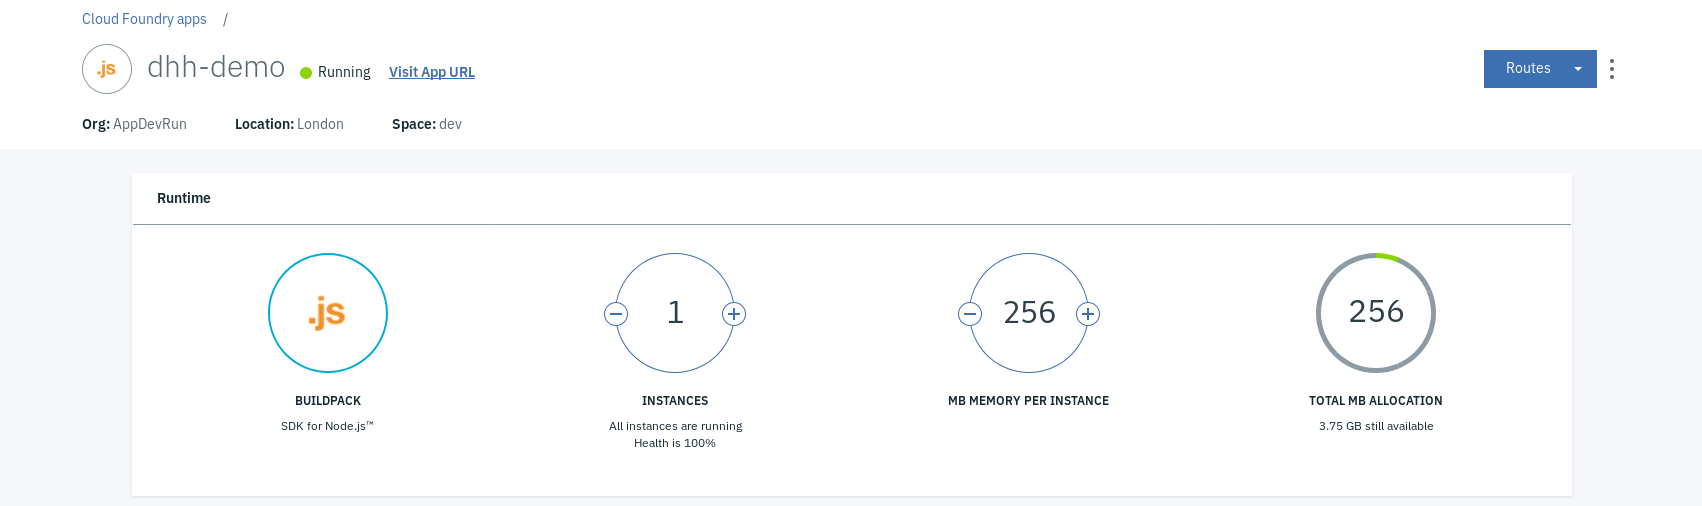 Cloud Foundry apps /
.js dhh-demo Running Visit App URL Routes
Org: AppDevRun Location: London Space: dev
Runtime
.js 1 256 256
BUILDPACK INSTANCES MB MEMORY PER INSTANCE TOTAL MB ALLOCATION
SDK for Node.js™ All instances are running 3.75 GB still available
Health is 100%